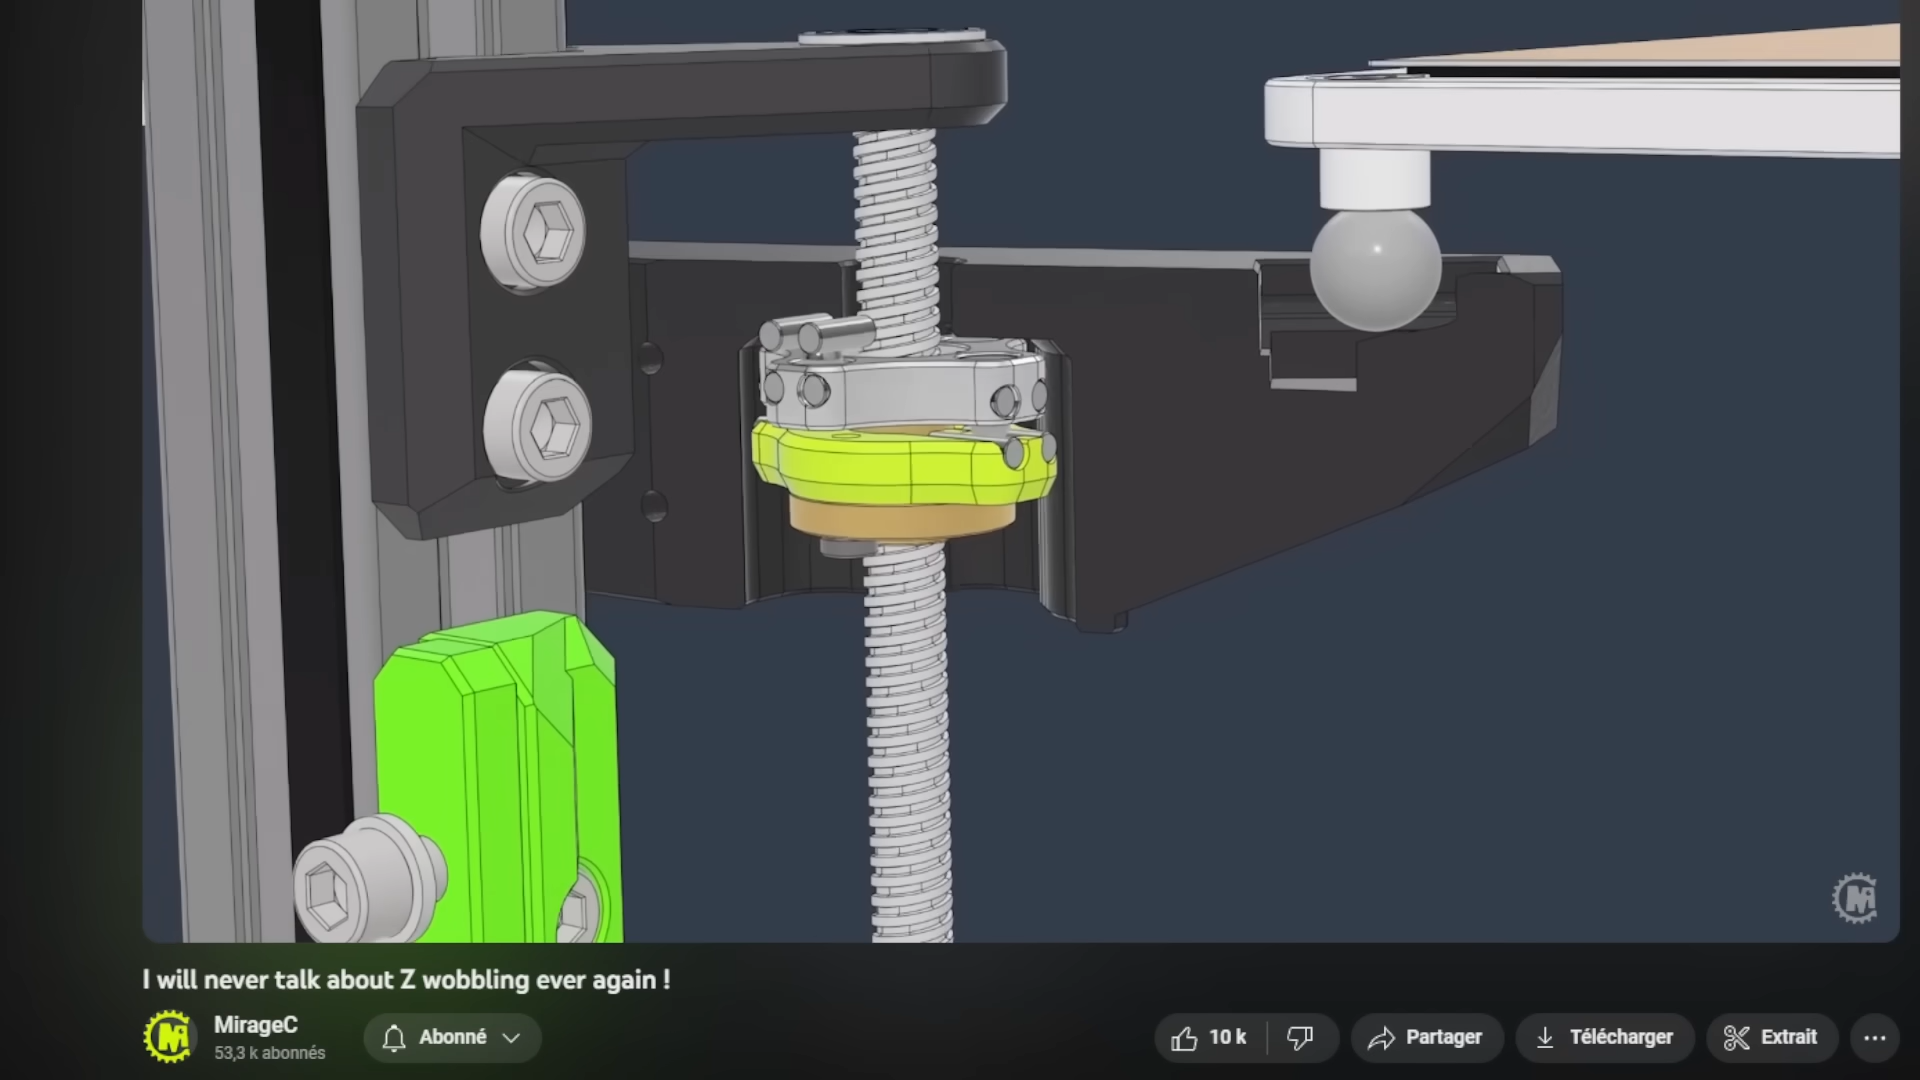 I will never talk about Z wobbling ever again !
MirageC
53,3 k abonnés
Abonné
10 k
Partager
Télécharger
Extrait